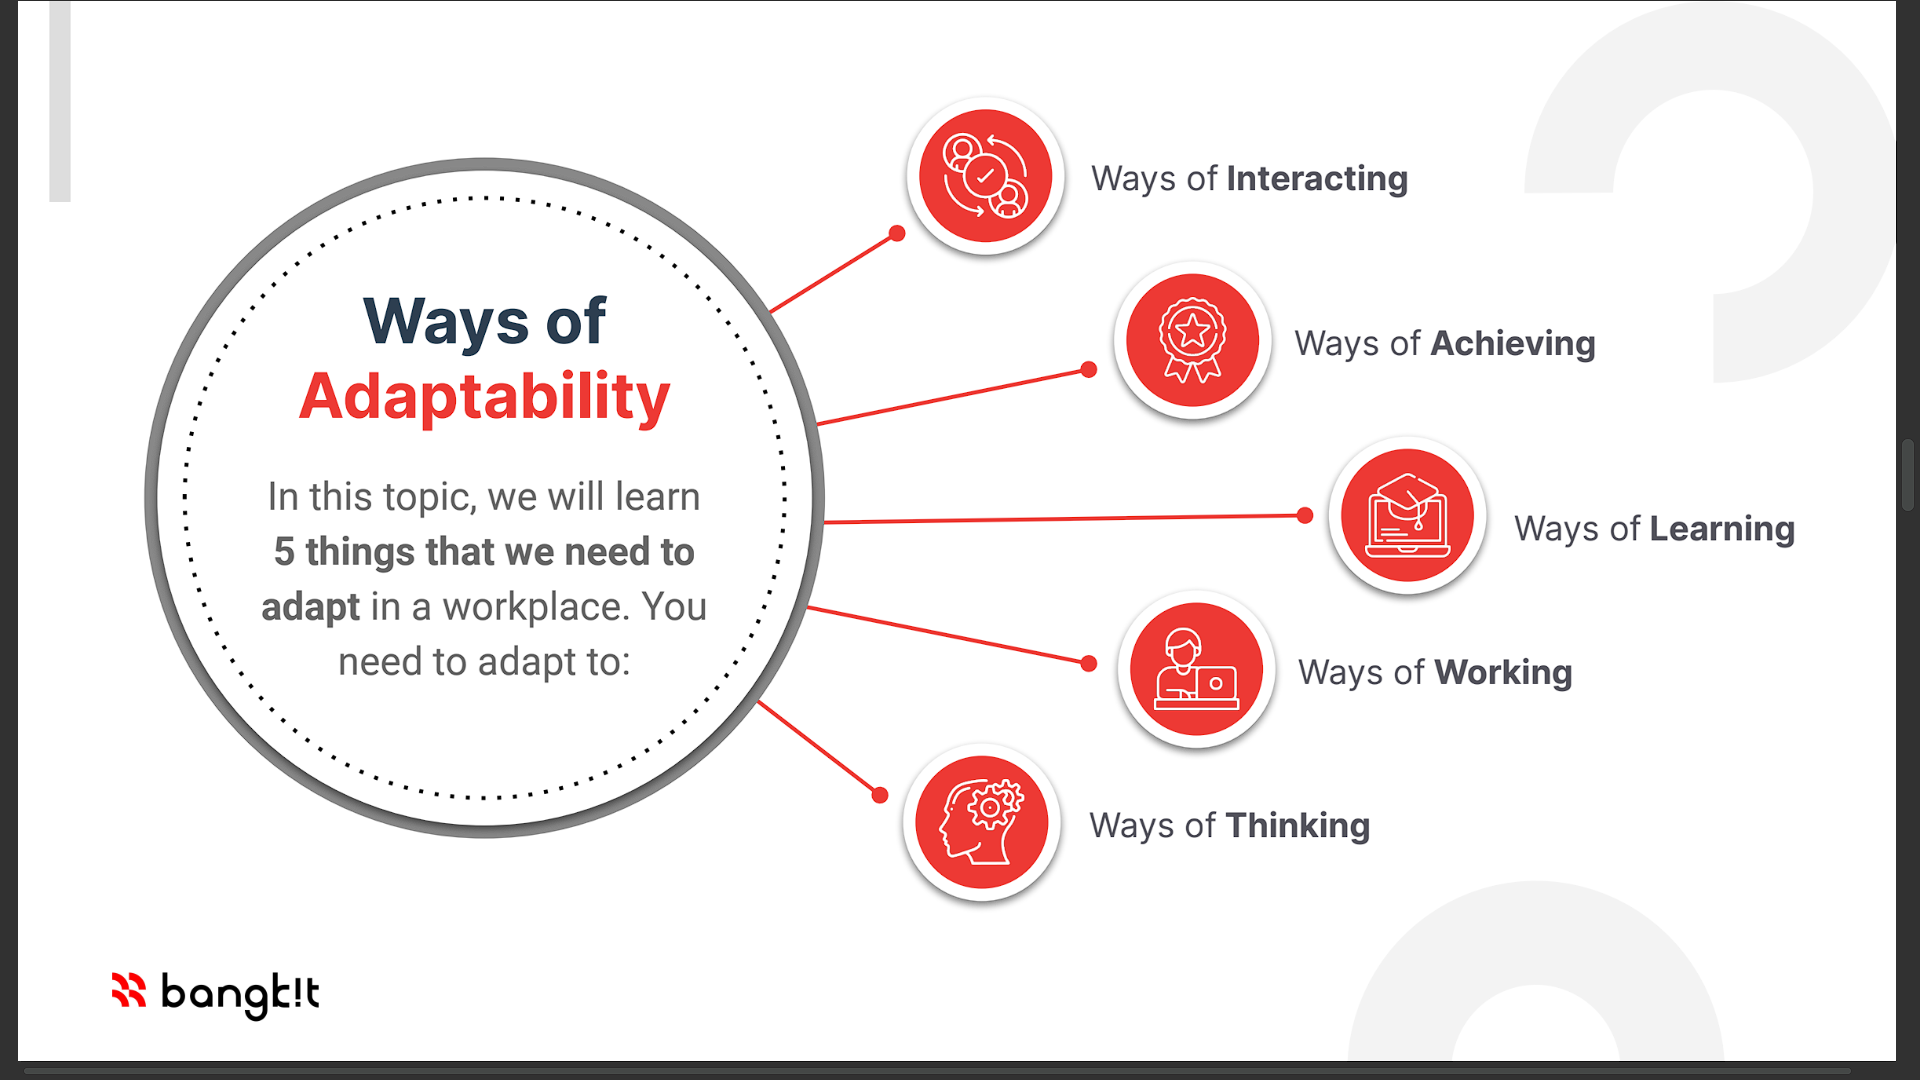 Ways of
Adaptability
In this topic, we will learn
5 things that we need to
adapt in a workplace. You
need to adapt to:
Ways of Interacting
Ways of Achieving
Ways of Learning
Ways of Working
Ways of Thinking
bangk!t